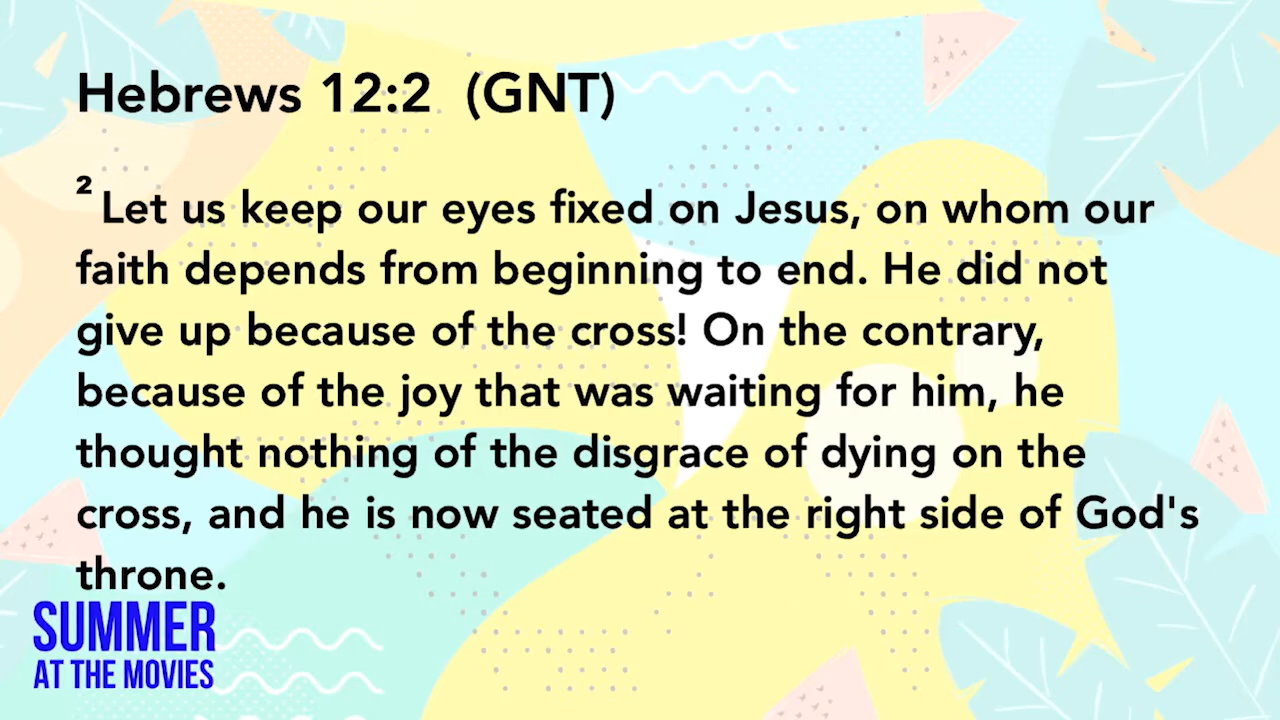 Hebrews 12:2 (GNT)
² Let us keep our eyes fixed on Jesus, on whom our
faith depends from beginning to end. He did not
give up because of the cross! On the contrary,
because of the joy that was waiting for him, he
thought nothing of the disgrace of dying on the
cross, and he is now seated at the right side of God's
throne.
SUMMER
AT THE MOVIES